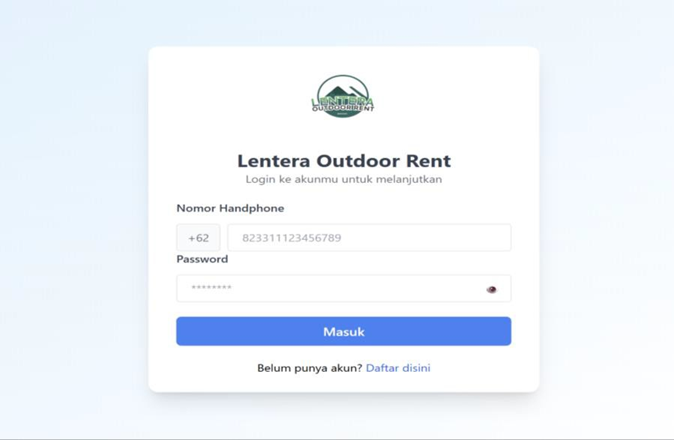 LENTERA
OUTDOOR RENT
Lentera Outdoor Rent
Login ke akunmu untuk melanjutkan
Nomor Handphone
+62 823311123456789
Password
********
Masuk
Belum punya akun? Daftar disini